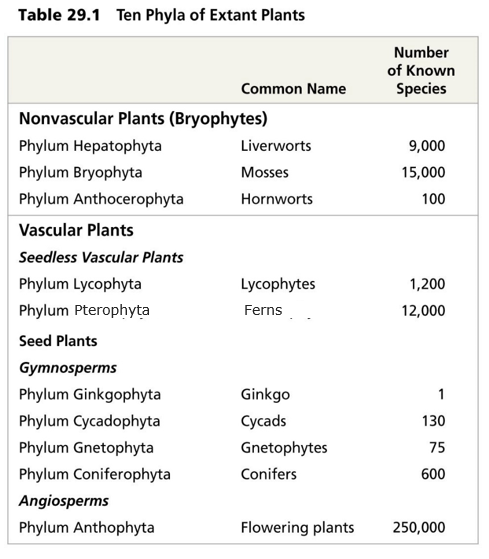 Table 29.1 Ten Phyla of Extant Plants
Number
of Known
Common Name Species
Nonvascular Plants (Bryophytes)
Phylum Hepatophyta Liverworts 9,000
Phylum Bryophyta Mosses 15,000
Phylum Anthocerophyta Hornworts 100
Vascular Plants
Seedless Vascular Plants
Phylum Lycophyta Lycophytes 1,200
Phylum Pterophyta Ferns 12,000
Seed Plants
Gymnosperms
Phylum Ginkgophyta Ginkgo 1
Phylum Cycadophyta Cycads 130
Phylum Gnetophyta Gnetophytes 75
Phylum Coniferophyta Conifers 600
Angiosperms
Phylum Anthophyta Flowering plants 250,000